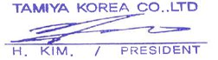 TAMIYA KOREA CO.,LTD
H. KIM. / PRESIDENT